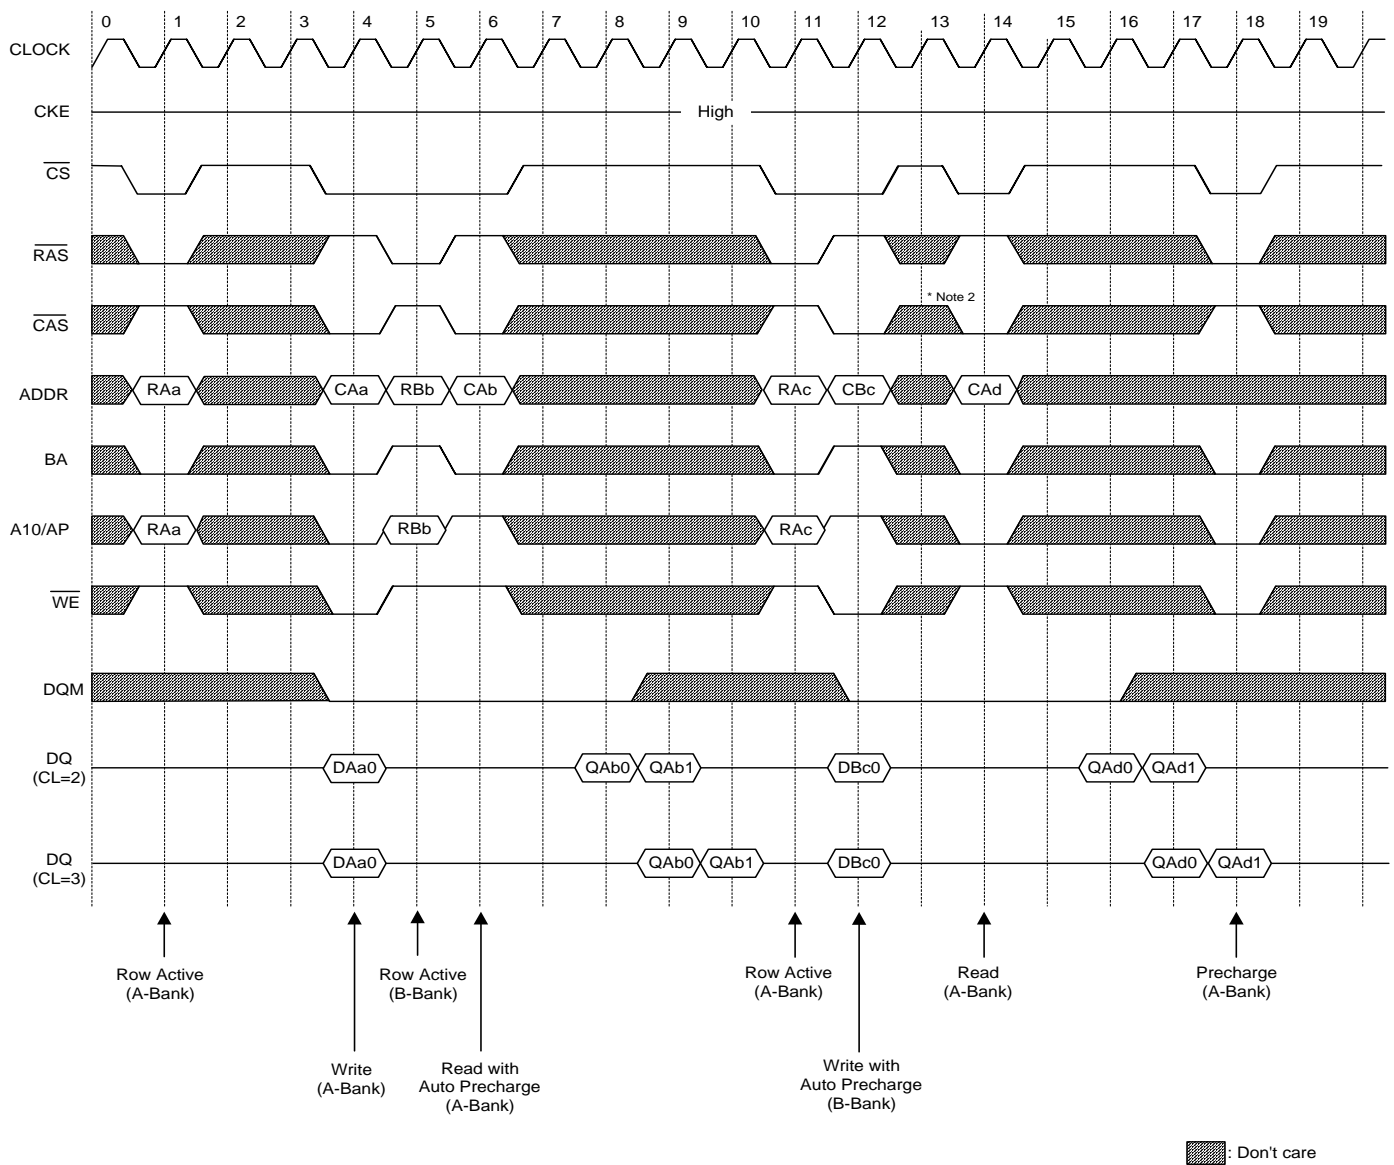 0 1 2 3 4 5 6 7 8 9 10 11 12 13 14 15 16 17 18 19
CLOCK
CKE High
CS
RAS
CAS * Note 2
ADDR RAa CAa RBb CAb RAc CBc CAd
BA
A10/AP RAa RBb RAc
WE
DQM
DQ
(CL=2) DAa0 QAb0 QAb1 DBc0 QAd0 QAd1
DQ
(CL=3) DAa0 QAb0 QAb1 DBc0 QAd0 QAd1
Row Active
(A-Bank)
Row Active
(B-Bank)
Row Active
(A-Bank)
Read
(A-Bank)
Precharge
(A-Bank)
Write
(A-Bank)
Read with
Auto Precharge
(A-Bank)
Write with
Auto Precharge
(B-Bank)
: Don't care